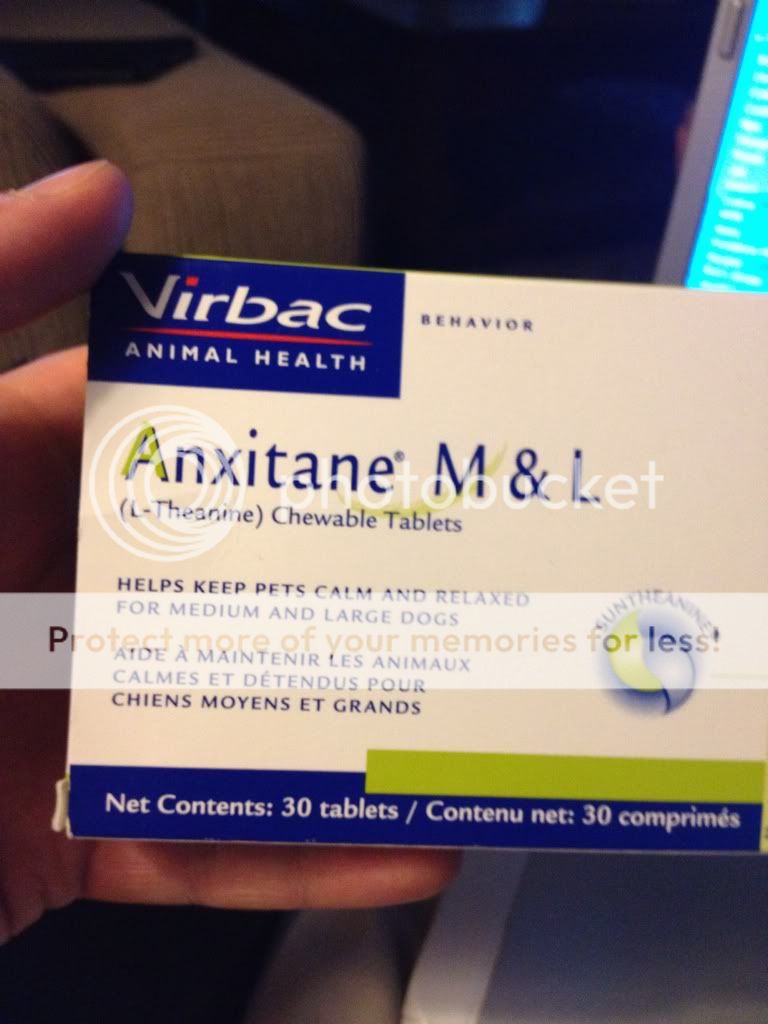 Virbac
ANIMAL HEALTH
BEHAVIOR
Anxitane® M & L
photobucket
(L-Theanine) Chewable Tablets
HELPS KEEP PETS CALM AND RELAXED
FOR MEDIUM AND LARGE DOGS
SUNTHEANINE®
Protect more of your memories for less!
AIDE À MAINTENIR LES ANIMAUX
CALMES ET DÉTENDUS POUR
CHIENS MOYENS ET GRANDS
Net Contents: 30 tablets / Contenu net: 30 comprimés